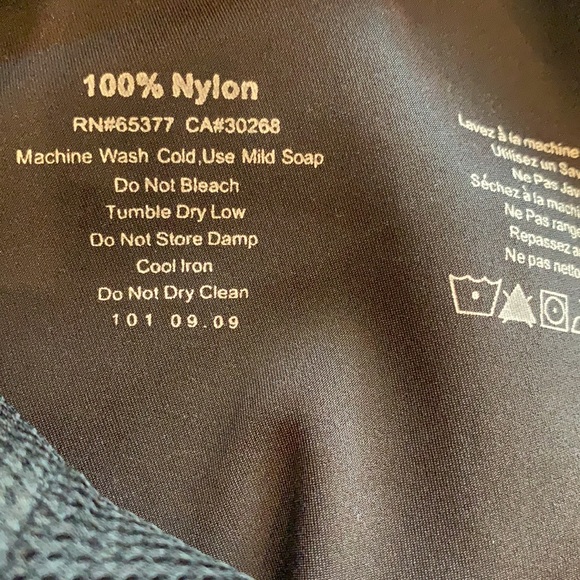 100% Nylon
RN#65377 CA#30268
Machine Wash Cold,Use Mild Soap
Do Not Bleach
Tumble Dry Low
Do Not Store Damp
Cool Iron
Do Not Dry Clean
101 09.09
Lavez à la machine
Utilisez un
Ne Pas
Séchez à la
Ne Pas
Repassez
Ne pas